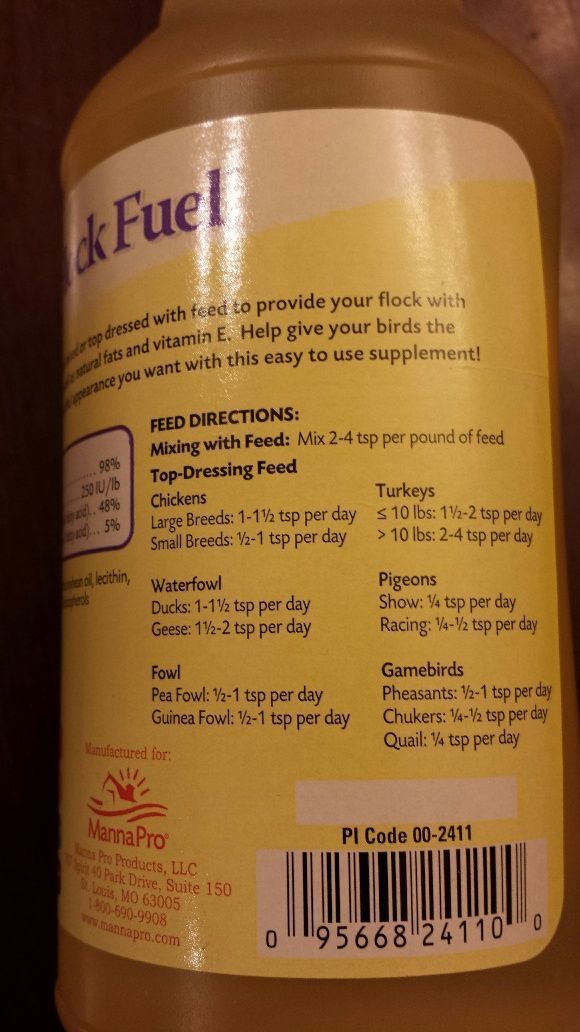 ck Fuel
or top dressed with feed to provide your flock with
natural fats and vitamin E. Help give your birds the
appearance you want with this easy to use supplement!
98%
250 IU/lb
acid).. 48%
acid)... 5%
oil, lecithin,
FEED DIRECTIONS:
Mixing with Feed: Mix 2-4 tsp per pound of feed
Top-Dressing Feed
Chickens
Large Breeds: 1-1½ tsp per day
Small Breeds: ½-1 tsp per day
Turkeys
≤ 10 lbs: 1½-2 tsp per day
> 10 lbs: 2-4 tsp per day
Waterfowl
Ducks: 1-1½ tsp per day
Geese: 1½-2 tsp per day
Pigeons
Show: ¼ tsp per day
Racing: ¼-½ tsp per day
Fowl
Pea Fowl: ½-1 tsp per day
Guinea Fowl: ½-1 tsp per day
Gamebirds
Pheasants: ½-1 tsp per day
Chukers: ¼-½ tsp per day
Quail: ¼ tsp per day
Manufactured for:
MannaPro®
Manna Pro Products, LLC
Spirit 40 Park Drive, Suite 150
St. Louis, MO 63005
1-800-690-9908
www.mannapro.com
PI Code 00-2411
0 95668 24110 0